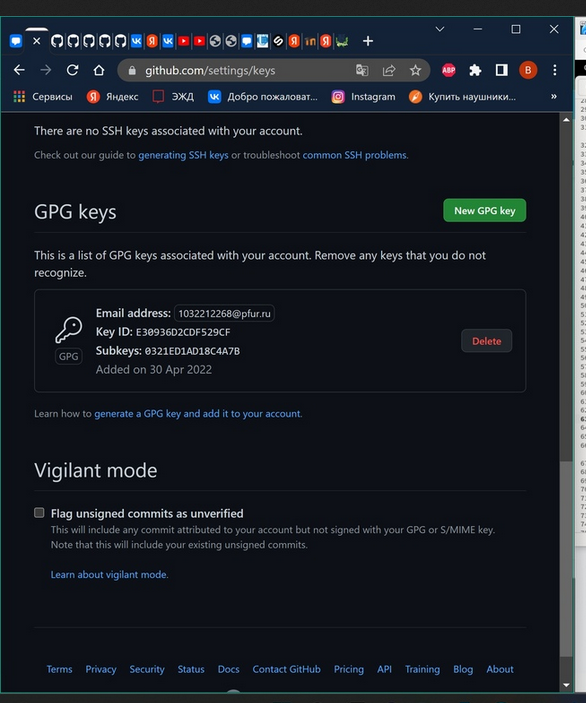 github.com/settings/keys
ABP
B
Сервисы
Яндекс
ЭЖД
Добро пожаловат...
Instagram
Купить наушники...
»
There are no SSH keys associated with your account.
Check out our guide to generating SSH keys or troubleshoot common SSH problems.
GPG keys
New GPG key
This is a list of GPG keys associated with your account. Remove any keys that you do not
recognize.
Email address: 1032212268@pfur.ru
Key ID: E30936D2CDF529CF
Subkeys: 0321ED1AD18C4A7B
Added on 30 Apr 2022
GPG
Delete
Learn how to generate a GPG key and add it to your account.
Vigilant mode
Flag unsigned commits as unverified
This will include any commit attributed to your account but not signed with your GPG or S/MIME key.
Note that this will include your existing unsigned commits.
Learn about vigilant mode.
Terms Privacy Security Status Docs Contact GitHub Pricing API Training Blog About